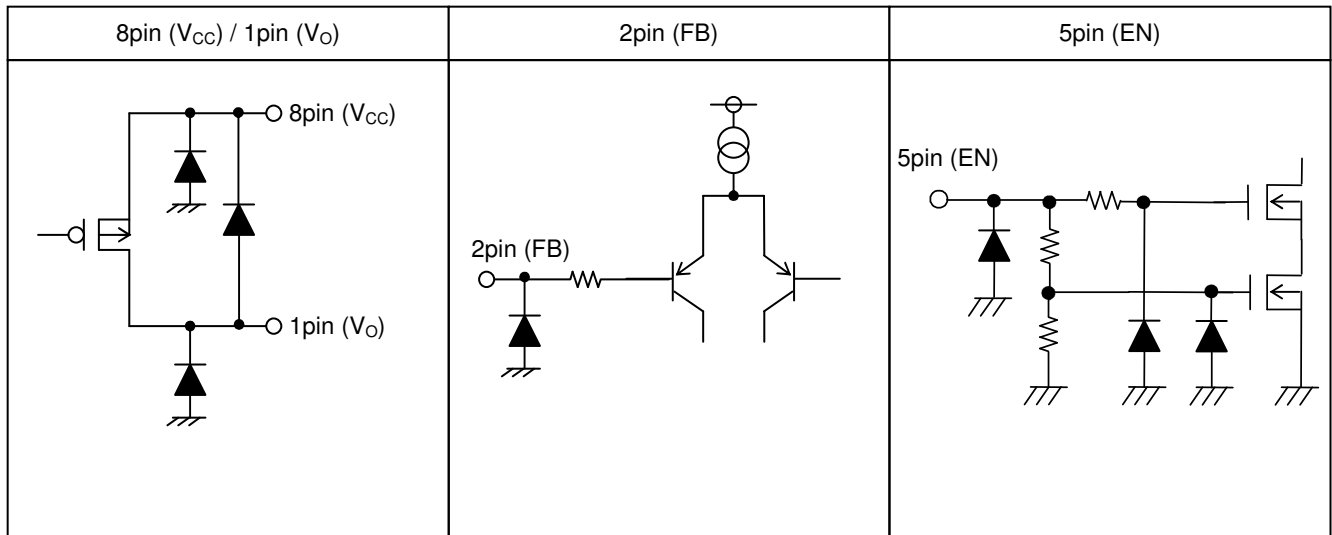 8pin (VCC) / 1pin (VO)
2pin (FB)
5pin (EN)
8pin (VCC)
1pin (VO)
2pin (FB)
5pin (EN)